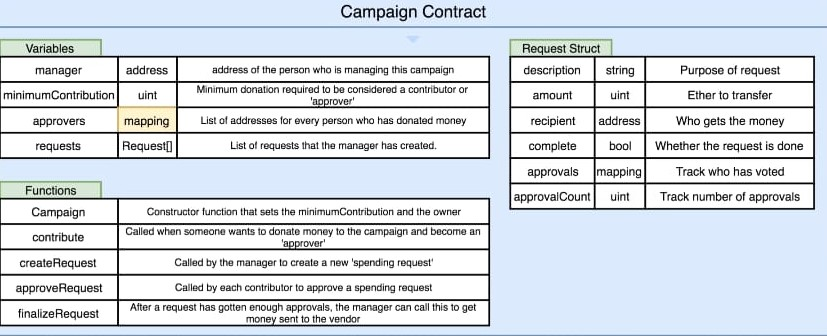 Campaign Contract
Variables
manager address address of the person who is managing this campaign
minimumContribution uint Minimum donation required to be considered a contributor or
'approver'
approvers mapping List of addresses for every person who has donated money
requests Request[] List of requests that the manager has created.
Functions
Campaign Constructor function that sets the minimumContribution and the owner
contribute Called when someone wants to donate money to the campaign and become an
'approver'
createRequest Called by the manager to create a new 'spending request'
approveRequest Called by each contributor to approve a spending request
finalizeRequest After a request has gotten enough approvals, the manager can call this to get
money sent to the vendor
Request Struct
description string Purpose of request
amount uint Ether to transfer
recipient address Who gets the money
complete bool Whether the request is done
approvals mapping Track who has voted
approvalCount uint Track number of approvals